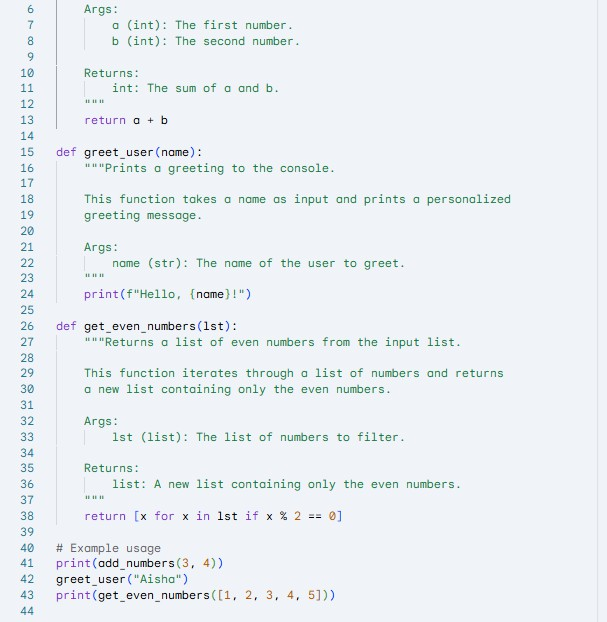 6 Args:
7 a (int): The first number.
8 b (int): The second number.
9
10 Returns:
11 int: The sum of a and b.
12 """
13 return a + b
14
15 def greet_user(name):
16 """Prints a greeting to the console.
17
18 This function takes a name as input and prints a personalized
19 greeting message.
20
21 Args:
22 name (str): The name of the user to greet.
23 """
24 print(f"Hello, {name}!")
25
26 def get_even_numbers(lst):
27 """Returns a list of even numbers from the input list.
28
29 This function iterates through a list of numbers and returns
30 a new list containing only the even numbers.
31
32 Args:
33 lst (list): The list of numbers to filter.
34
35 Returns:
36 list: A new list containing only the even numbers.
37 """
38 return [x for x in lst if x % 2 == 0]
39
40 # Example usage
41 print(add_numbers(3, 4))
42 greet_user("Aisha")
43 print(get_even_numbers([1, 2, 3, 4, 5]))
44